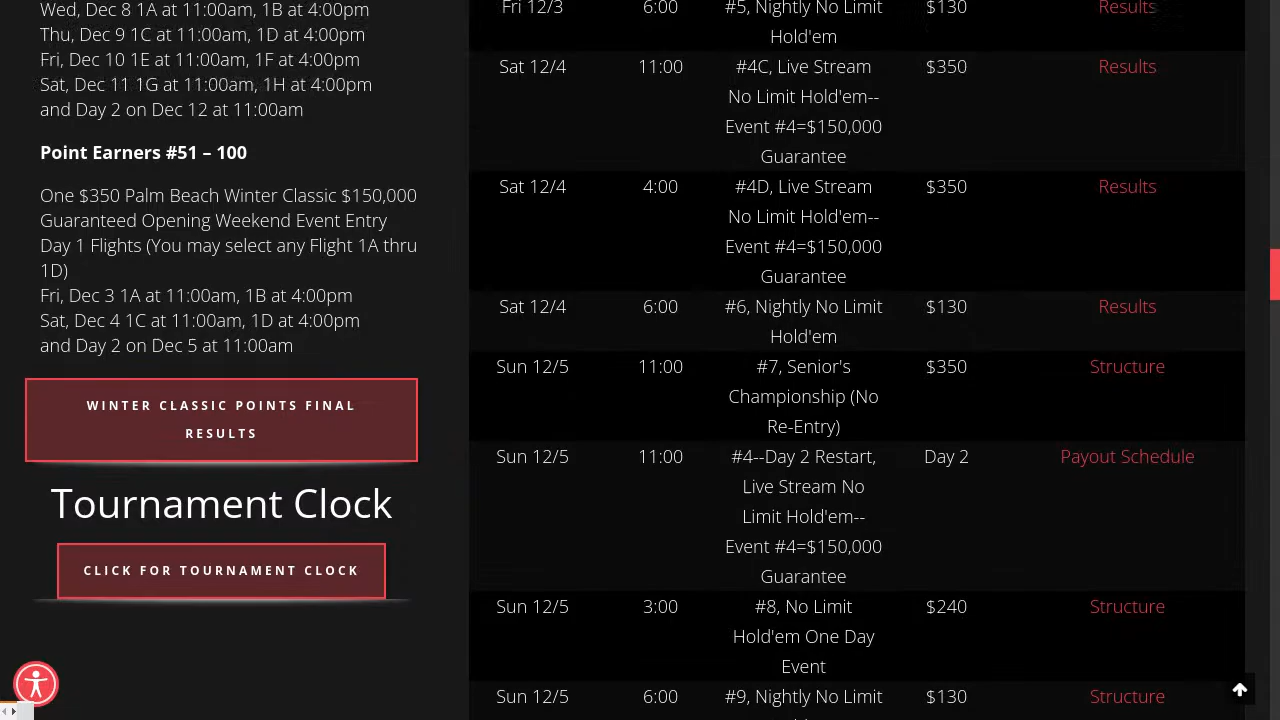 Wed, Dec 8 1A at 11:00am, 1B at 4:00pm
Thu, Dec 9 1C at 11:00am, 1D at 4:00pm
Fri, Dec 10 1E at 11:00am, 1F at 4:00pm
Sat, Dec 11 1G at 11:00am, 1H at 4:00pm
and Day 2 on Dec 12 at 11:00am
Point Earners #51 – 100
One $350 Palm Beach Winter Classic $150,000
Guaranteed Opening Weekend Event Entry
Day 1 Flights (You may select any Flight 1A thru
1D)
Fri, Dec 3 1A at 11:00am, 1B at 4:00pm
Sat, Dec 4 1C at 11:00am, 1D at 4:00pm
and Day 2 on Dec 5 at 11:00am
WINTER CLASSIC POINTS FINAL
RESULTS
Tournament Clock
CLICK FOR TOURNAMENT CLOCK
Fri 12/3 6:00 #5, Nightly No Limit $130 Results
Hold'em
Sat 12/4 11:00 #4C, Live Stream $350 Results
No Limit Hold'em--
Event #4=$150,000
Guarantee
Sat 12/4 4:00 #4D, Live Stream $350 Results
No Limit Hold'em--
Event #4=$150,000
Guarantee
Sat 12/4 6:00 #6, Nightly No Limit $130 Results
Hold'em
Sun 12/5 11:00 #7, Senior's $350 Structure
Championship (No
Re-Entry)
Sun 12/5 11:00 #4--Day 2 Restart, Day 2 Payout Schedule
Live Stream No
Limit Hold'em--
Event #4=$150,000
Guarantee
Sun 12/5 3:00 #8, No Limit $240 Structure
Hold'em One Day
Event
Sun 12/5 6:00 #9, Nightly No Limit $130 Structure